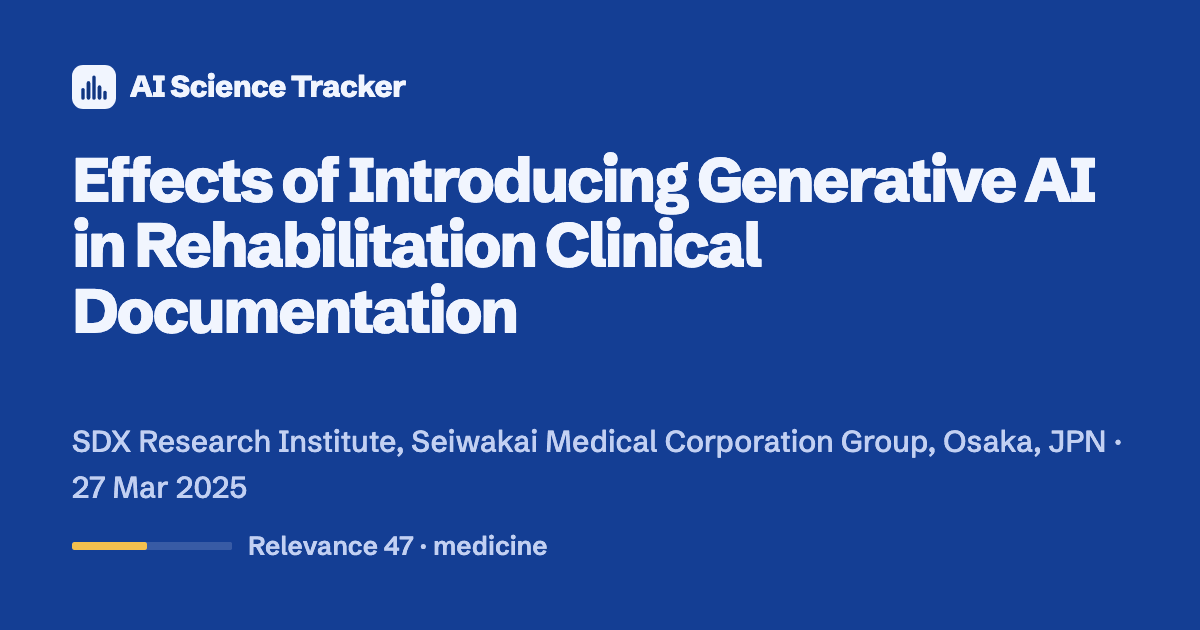 AI Science Tracker
Effects of Introducing Generative AI
in Rehabilitation Clinical
Documentation
SDX Research Institute, Seiwakai Medical Corporation Group, Osaka, JPN ·
27 Mar 2025
Relevance 47 · medicine